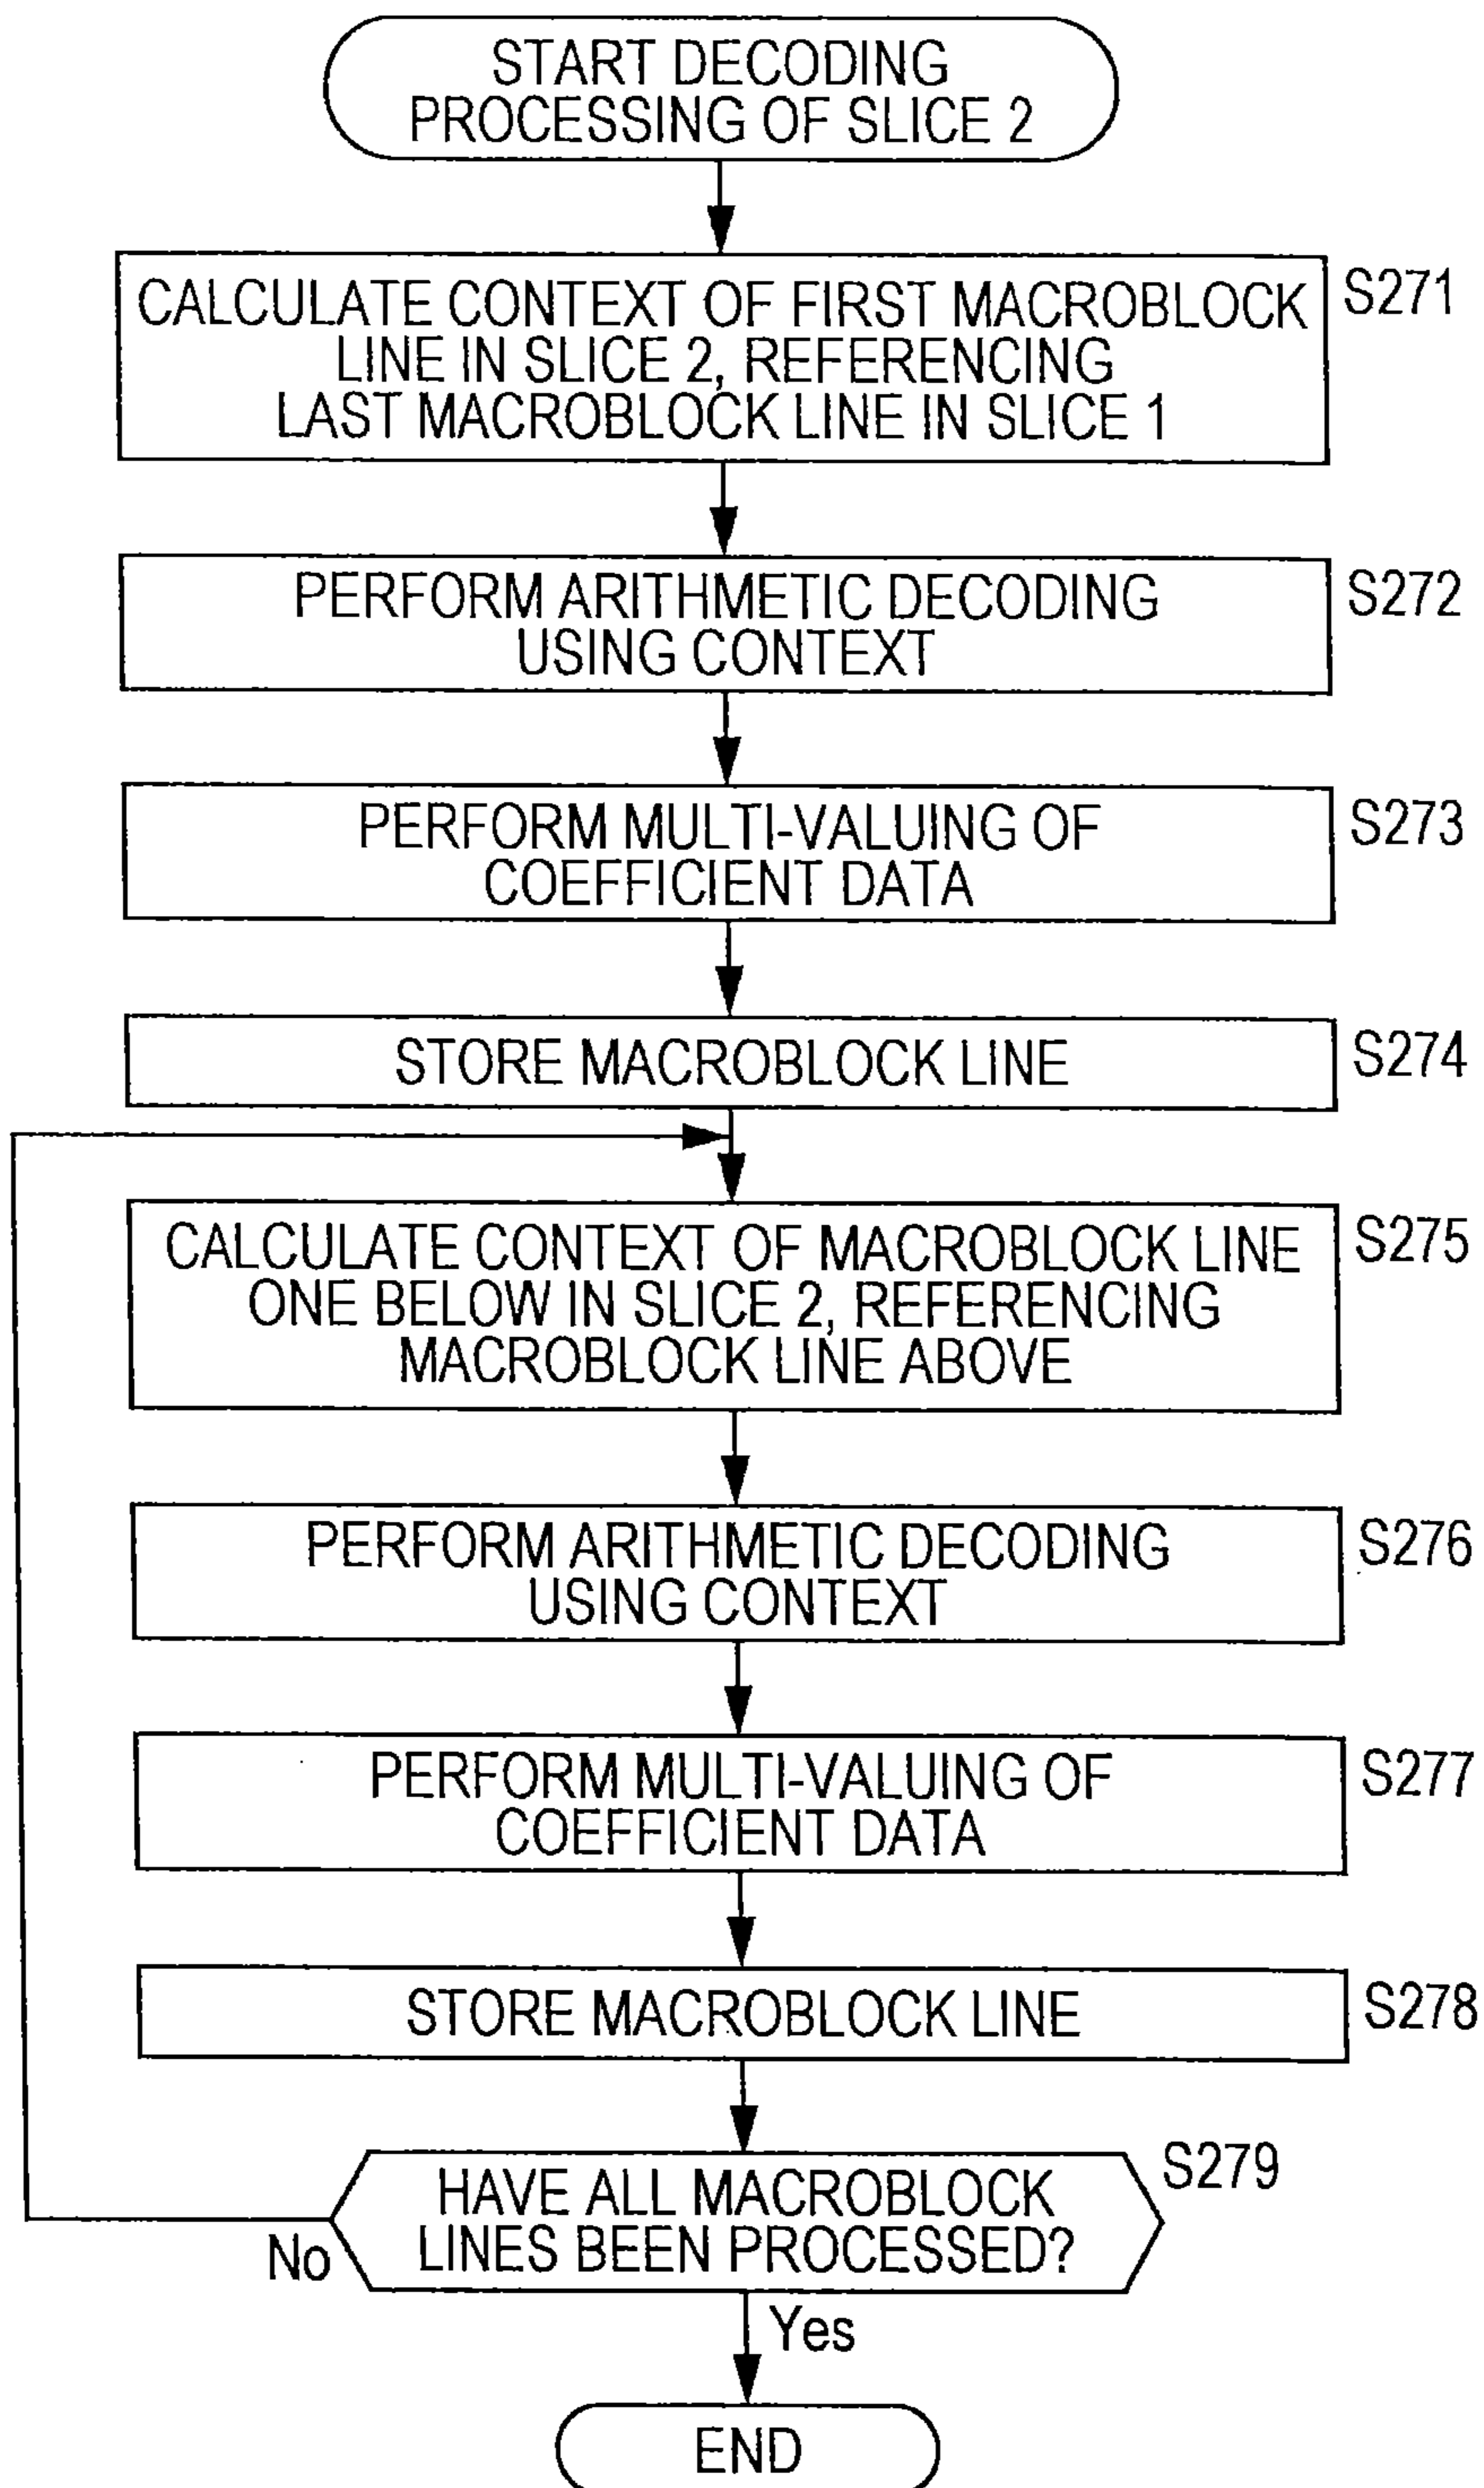 START DECODING
PROCESSING OF SLICE 2
CALCULATE CONTEXT OF FIRST MACROBLOCK
LINE IN SLICE 2, REFERENCING
LAST MACROBLOCK LINE IN SLICE 1
S271
PERFORM ARITHMETIC DECODING
USING CONTEXT
S272
PERFORM MULTI-VALUING OF
COEFFICIENT DATA
S273
STORE MACROBLOCK LINE
S274
CALCULATE CONTEXT OF MACROBLOCK LINE
ONE BELOW IN SLICE 2, REFERENCING
MACROBLOCK LINE ABOVE
S275
PERFORM ARITHMETIC DECODING
USING CONTEXT
S276
PERFORM MULTI-VALUING OF
COEFFICIENT DATA
S277
STORE MACROBLOCK LINE
S278
HAVE ALL MACROBLOCK
LINES BEEN PROCESSED?
S279
No
Yes
END